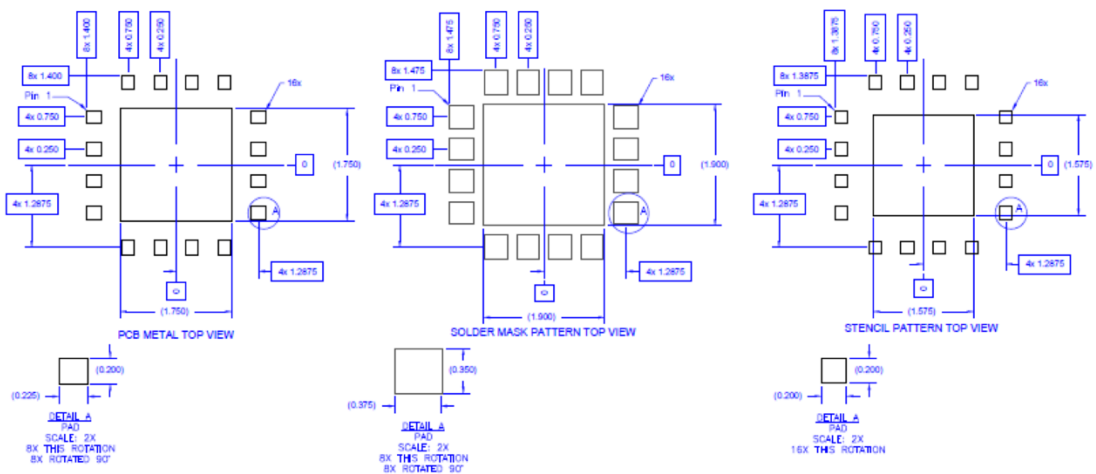 8x 1.400
4x 0.750
4x 0.250
8x 1.400
Pin 1
16x
4x 0.750
4x 0.250
0
(1.750)
4x 1.2875
4x 1.2875
0
(1.750)
PCB METAL TOP VIEW
(0.200)
(0.225)
DETAIL A
PAD
SCALE: 2X
8X THIS ROTATION
8X ROTATED 90°
A
8x 1.475
4x 0.750
4x 0.250
8x 1.475
Pin 1
16x
4x 0.750
4x 0.250
0
(1.900)
4x 1.2875
A
4x 1.2875
0
(1.900)
SOLDER MASK PATTERN TOP VIEW
(0.350)
(0.375)
DETAIL A
PAD
SCALE: 2X
8X THIS ROTATION
8X ROTATED 90°
8x 1.3875
4x 0.750
4x 0.250
8x 1.3875
Pin 1
16x
4x 0.750
4x 0.250
0
(1.575)
4x 1.2875
A
4x 1.2875
0
(1.575)
STENCIL PATTERN TOP VIEW
(0.200)
(0.200)
DETAIL A
PAD
SCALE: 2X
16X THIS ROTATION